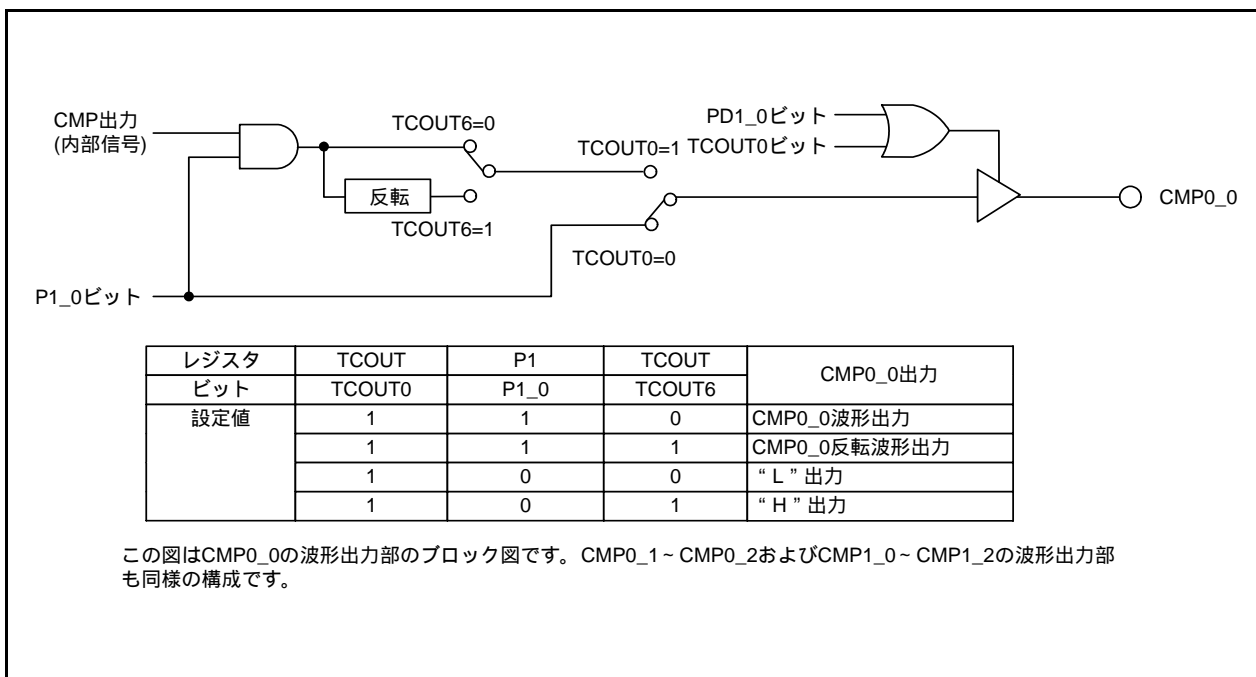 CMP出力
(内部信号)
TCOUT6=0
反転
TCOUT6=1
P1_0ビット
TCOUT0=1
TCOUT0=0
PD1_0ビット
TCOUT0ビット
CMP0_0
レジスタ TCOUT P1 TCOUT CMP0_0出力
ビット TCOUT0 P1_0 TCOUT6
設定値 1 1 0 CMP0_0波形出力
1 1 1 CMP0_0反転波形出力
1 0 0 “ L ” 出力
1 0 1 “ H ” 出力
この図はCMP0_0の波形出力部のブロック図です。CMP0_1~CMP0_2およびCMP1_0~CMP1_2の波形出力部
も同様の構成です。